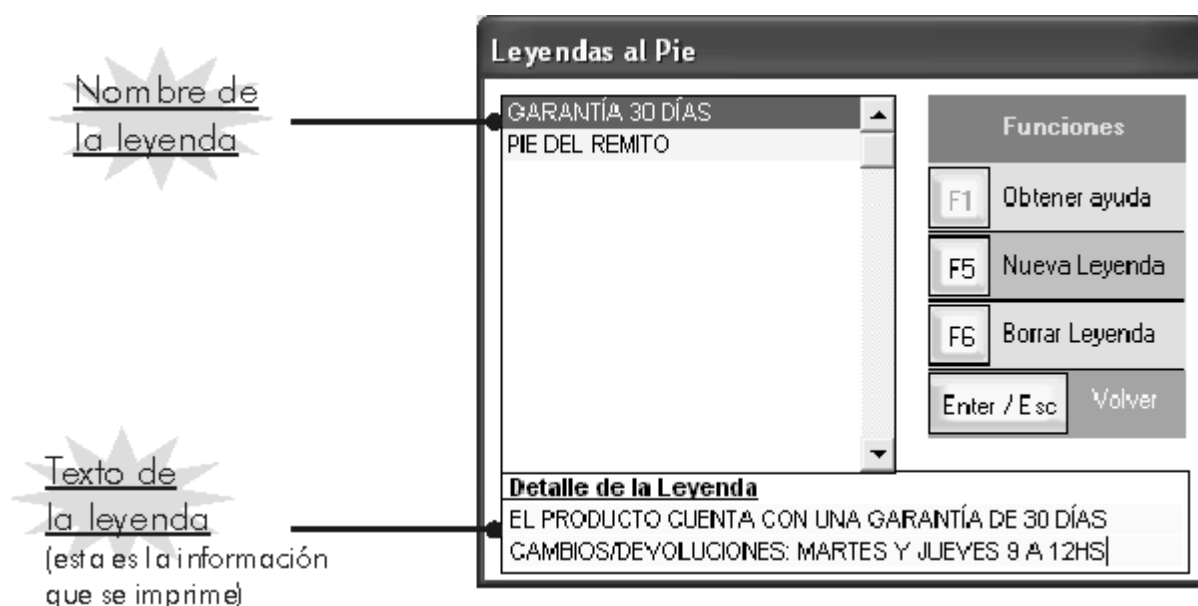 Nombre de
la leyenda
Leyendas al Pie
GARANTÍA 30 DÍAS
PIE DEL REMITO
Funciones
F1 Obtener ayuda
F5 Nueva Leyenda
F6 Borrar Leyenda
Enter / Esc Volver
Texto de
la leyenda
(esta es la información
que se imprime)
Detalle de la Leyenda
EL PRODUCTO CUENTA CON UNA GARANTÍA DE 30 DÍAS
CAMBIOS/DEVOLUCIONES: MARTES Y JUEVES 9 A 12HS